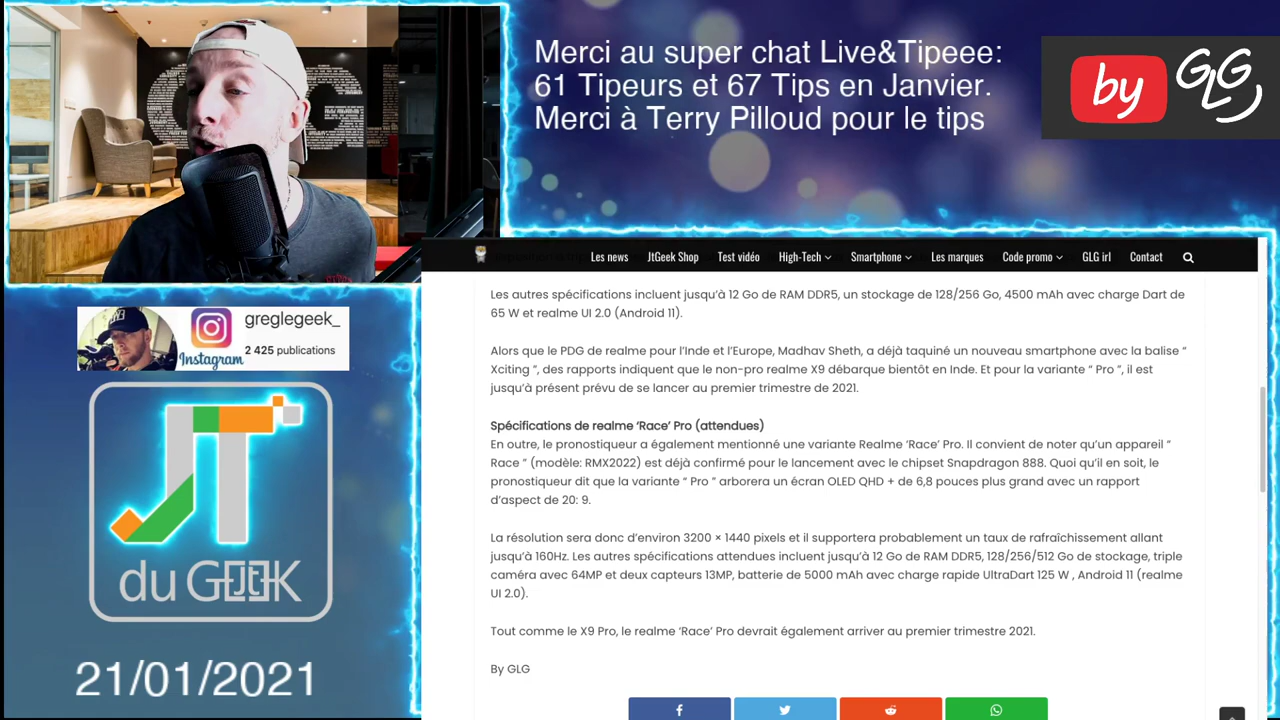 Merci au super chat Live&Tipeee:
61 Tipeurs et 67 Tips en Janvier.
Merci à Terry Pilloud pour le tips
by GLG
Les news JtGeek Shop Test vidéo High-Tech Smartphone Les marques Code promo GLG irl Contact
Les autres spécifications incluent jusqu'à 12 Go de RAM DDR5, un stockage de 128/256 Go, 4500 mAh avec charge Dart de
65 W et realme UI 2.0 (Android 11).
Alors que le PDG de realme pour l'Inde et l'Europe, Madhav Sheth, a déjà taquiné un nouveau smartphone avec la balise "
Xciting ", des rapports indiquent que le non-pro realme X9 débarque bientôt en Inde. Et pour la variante " Pro ", il est
jusqu'à présent prévu de se lancer au premier trimestre de 2021.
Spécifications de realme 'Race' Pro (attendues)
En outre, le pronostiqueur a également mentionné une variante Realme 'Race' Pro. Il convient de noter qu'un appareil "
Race " (modèle: RMX2022) est déjà confirmé pour le lancement avec le chipset Snapdragon 888. Quoi qu'il en soit, le
pronostiqueur dit que la variante " Pro " arborera un écran OLED QHD + de 6,8 pouces plus grand avec un rapport
d'aspect de 20: 9.
La résolution sera donc d'environ 3200 × 1440 pixels et il supportera probablement un taux de rafraîchissement allant
jusqu'à 160Hz. Les autres spécifications attendues incluent jusqu'à 12 Go de RAM DDR5, 128/256/512 Go de stockage, triple
caméra avec 64MP et deux capteurs 13MP, batterie de 5000 mAh avec charge rapide UltraDart 125 W , Android 11 (realme
UI 2.0).
Tout comme le X9 Pro, le realme 'Race' Pro devrait également arriver au premier trimestre 2021.
By GLG
greglegeek_
2 425 publications
Instagram
JT
du GEEK
21/01/2021